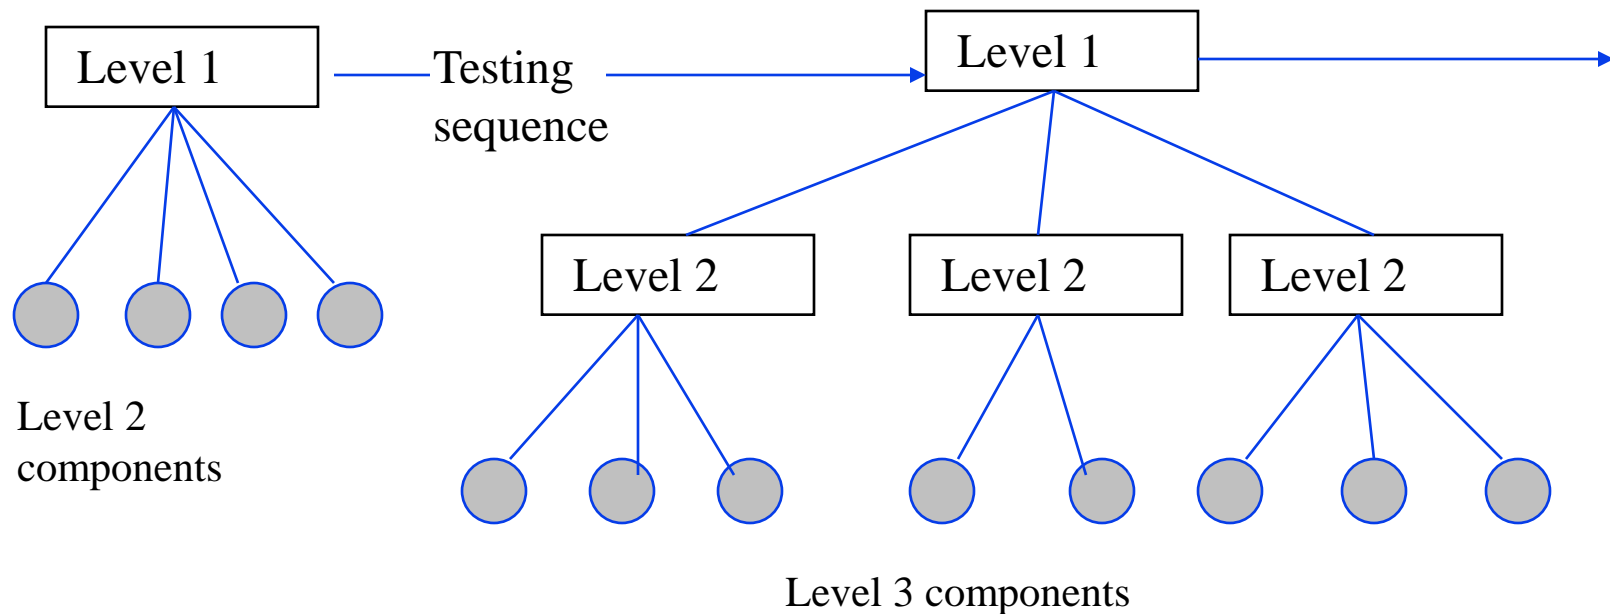 Level 1
Testing
sequence
Level 1
Level 2
Level 2
Level 2
Level 2
components
Level 3 components